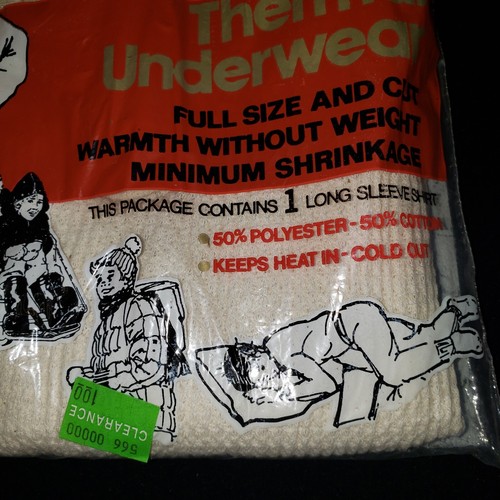 Thermal
Underwear
FULL SIZE AND CUT
WARMTH WITHOUT WEIGHT
MINIMUM SHRINKAGE
THIS PACKAGE CONTAINS 1 LONG SLEEVE SHIRT
50% POLYESTER-50% COTTON
KEEPS HEAT IN-COLD OUT
566 00000
CLEARANCE
100